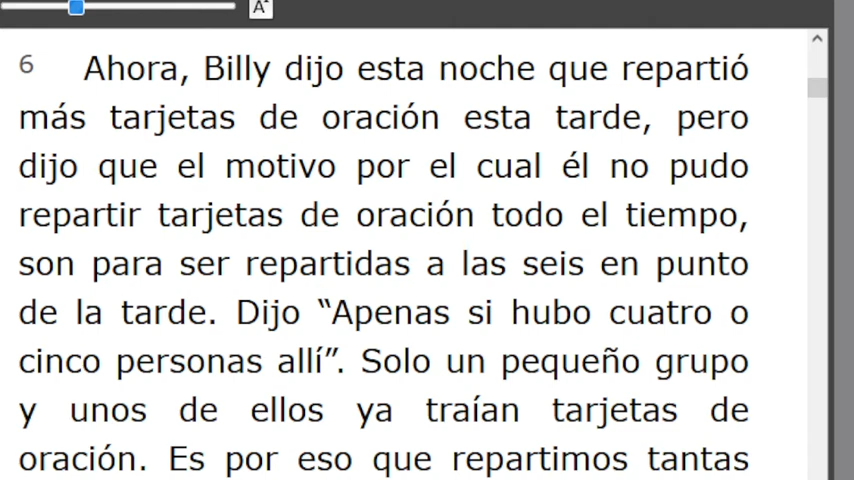 A
6 Ahora, Billy dijo esta noche que repartió
más tarjetas de oración esta tarde, pero
dijo que el motivo por el cual él no pudo
repartir tarjetas de oración todo el tiempo,
son para ser repartidas a las seis en punto
de la tarde. Dijo “Apenas si hubo cuatro o
cinco personas allí”. Solo un pequeño grupo
y unos de ellos ya traían tarjetas de
oración. Es por eso que repartimos tantas